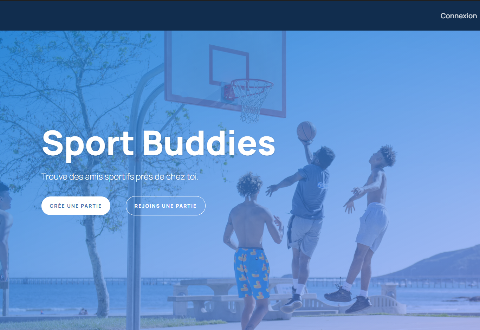 Connexion
Sport Buddies
Trouve des amis sportifs près de chez toi.
CRÉE UNE PARTIE
REJOINS UNE PARTIE